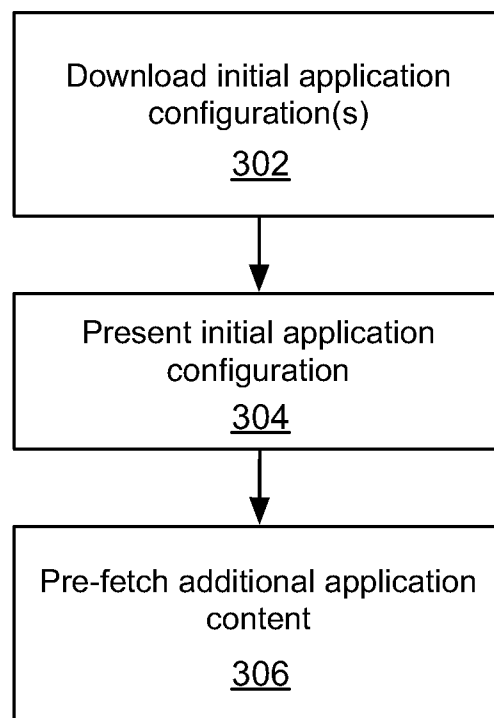 Download initial application
configuration(s)
302
Present initial application
configuration
304
Pre-fetch additional application
content
306